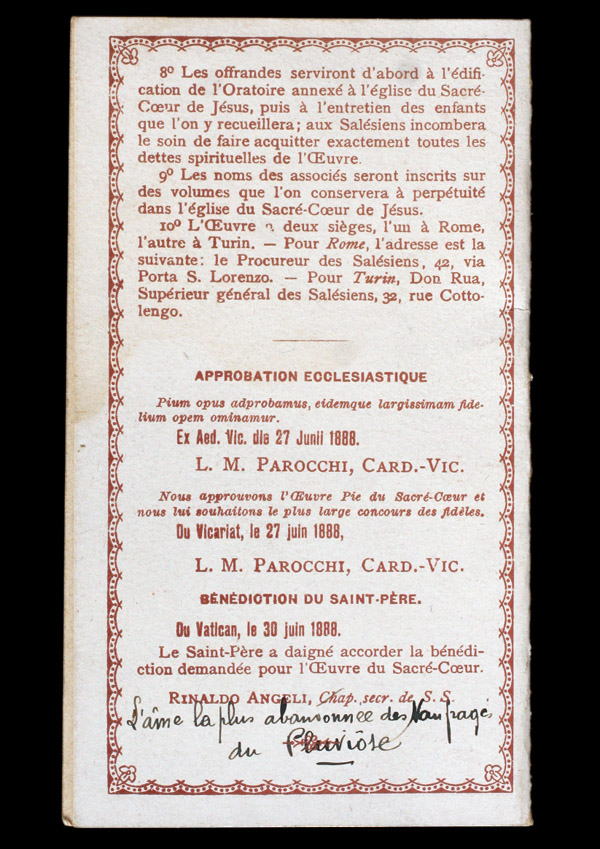 8º Les offrandes serviront d'abord à l'édifi-
cation de l'Oratoire annexé à l'église du Sacré-
Cœur de Jésus, puis à l'entretien des enfants
que l'on y recueillera; aux Salésiens incombera
le soin de faire acquitter exactement toutes les
dettes spirituelles de l'Œuvre.
9º Les noms des associés seront inscrits sur
des volumes que l'on conservera à perpétuité
dans l'église du Sacré-Cœur de Jésus.
10º L'Œuvre a deux sièges, l'un à Rome,
l'autre à Turin. — Pour Rome, l'adresse est la
suivante: le Procureur des Salésiens, 42, via
Porta S. Lorenzo. — Pour Turin, Don Rua,
Supérieur général des Salésiens, 32, rue Cotto-
lengo.
APPROBATION ECCLESIASTIQUE
Pium opus adprobamus, eidemque largissimam fide-
lium opem ominamur.
Ex Aed. Vic. die 27 Junii 1888.
L. M. PAROCCHI, CARD.-VIC.
Nous approuvons l'Œuvre Pie du Sacré-Cœur et
nous lui souhaitons le plus large concours des fidèles.
Du Vicariat, le 27 juin 1888,
L. M. PAROCCHI, CARD.-VIC.
BÉNÉDICTION DU SAINT-PÈRE.
Du Vatican, le 30 juin 1888.
Le Saint-Père a daigné accorder la bénédi-
ction demandée pour l'Œuvre du Sacré-Cœur.
RINALDO ANGELI, Chap. secr. de S. S.
L'âme la plus abandonnée des Naufragés
du Pluviôse